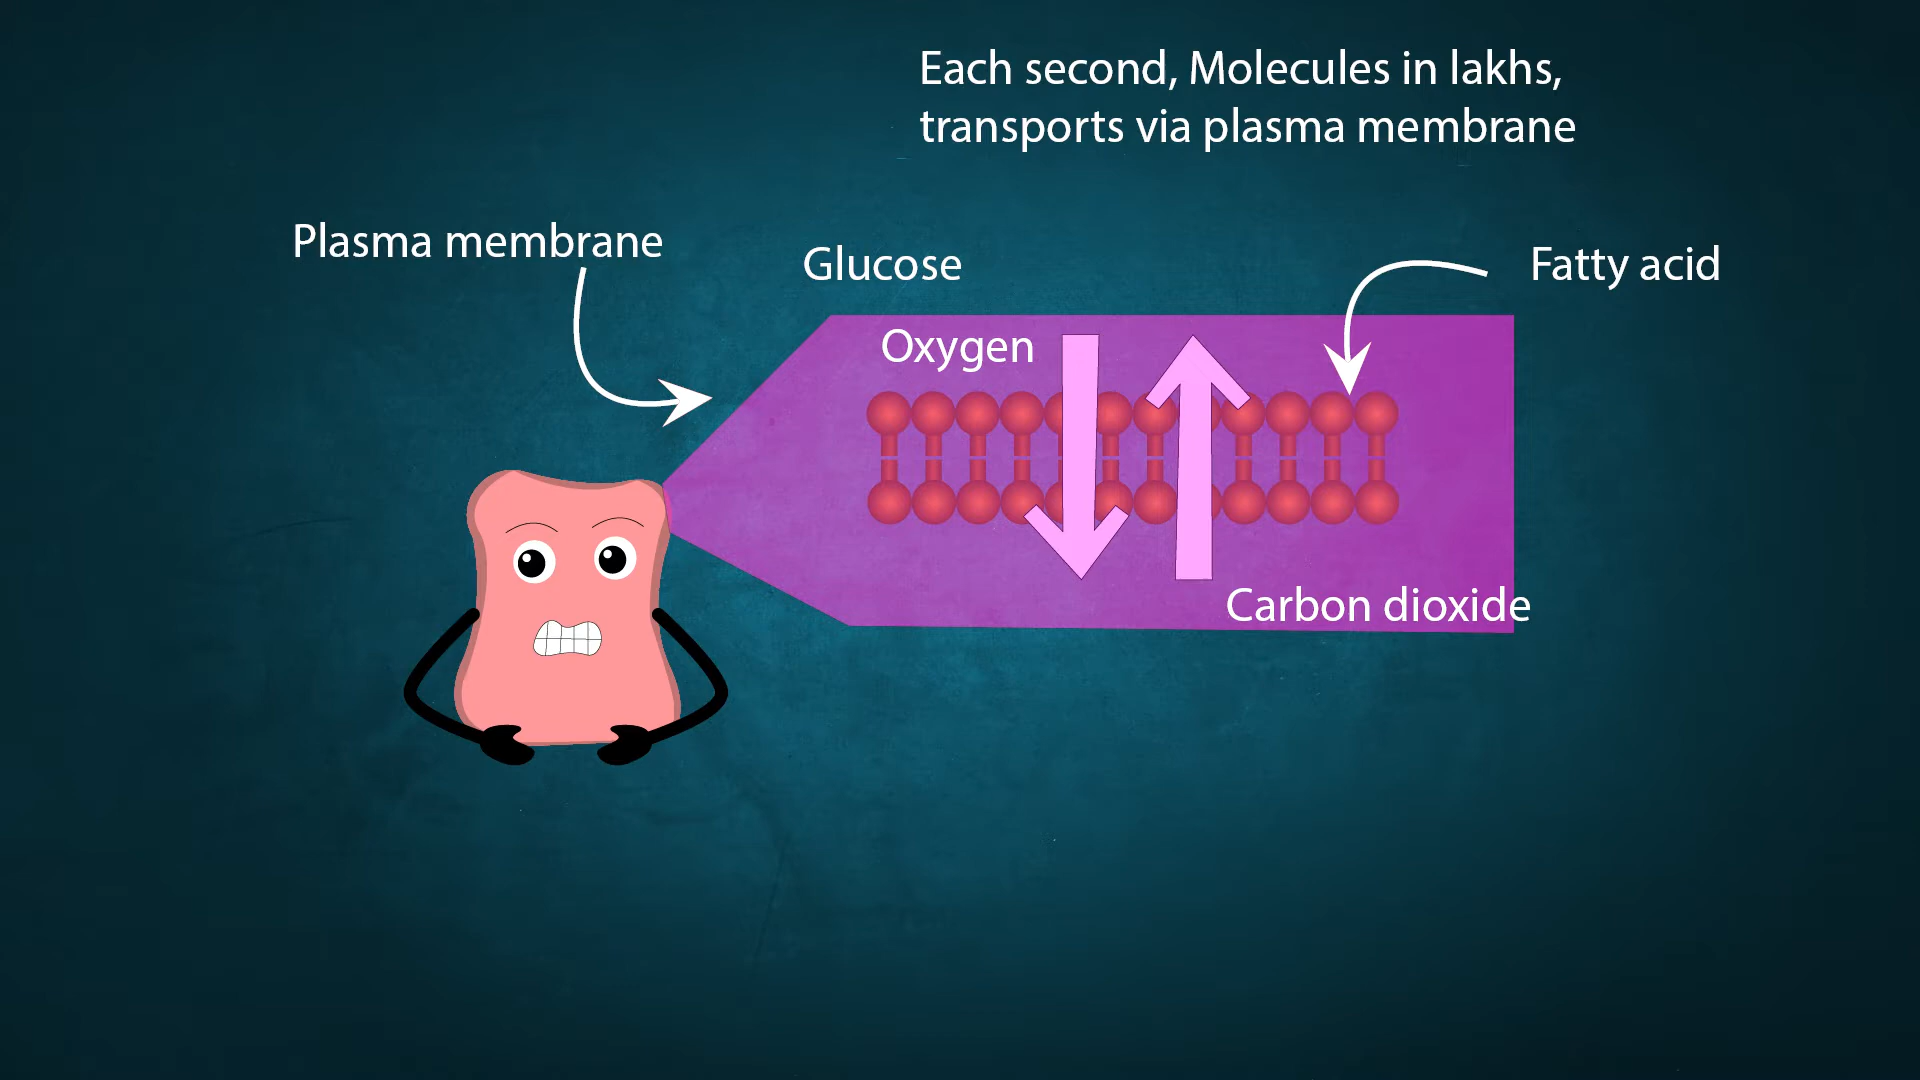 Each second, Molecules in lakhs,
transports via plasma membrane
Plasma membrane
Glucose
Fatty acid
Oxygen
Carbon dioxide